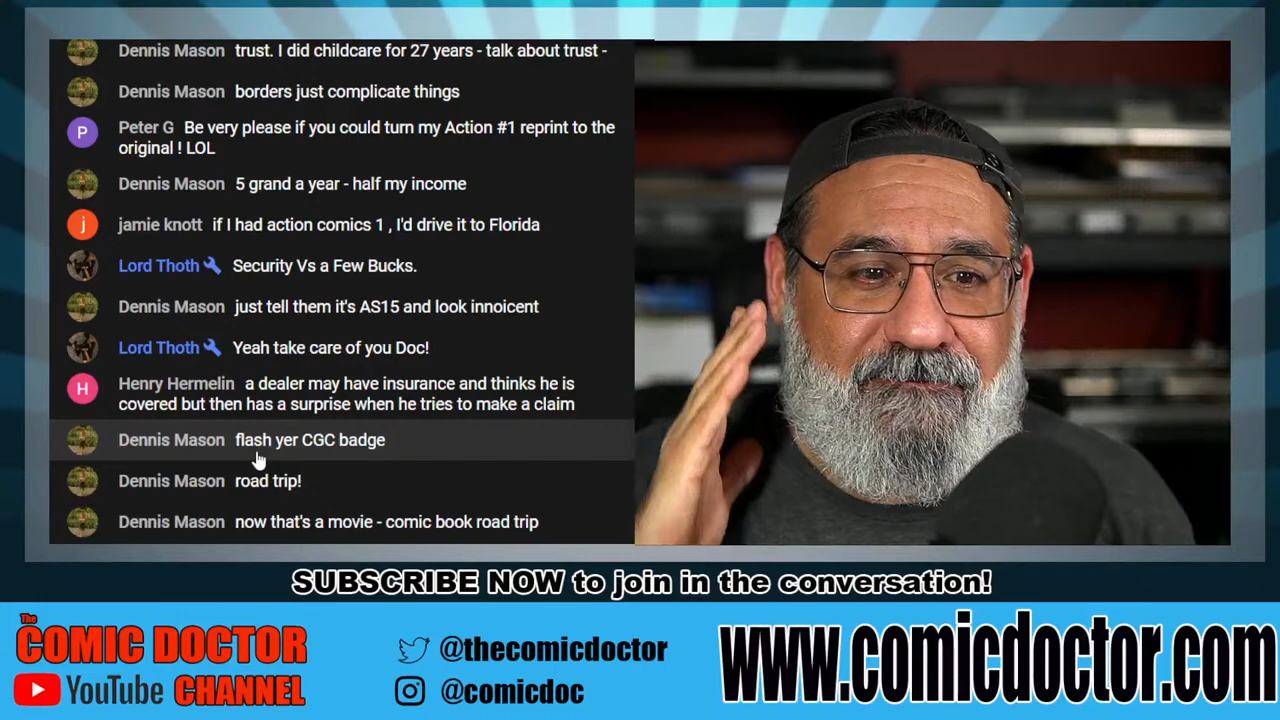 Dennis Mason trust. I did childcare for 27 years - talk about trust -
Dennis Mason borders just complicate things
P Peter G Be very please if you could turn my Action #1 reprint to the
original ! LOL
Dennis Mason 5 grand a year - half my income
j jamie knott if I had action comics 1 , I'd drive it to Florida
Lord Thoth Security Vs a Few Bucks.
Dennis Mason just tell them it's AS15 and look innoicent
Lord Thoth Yeah take care of you Doc!
H Henry Hermelin a dealer may have insurance and thinks he is
covered but then has a surprise when he tries to make a claim
Dennis Mason flash yer CGC badge
Dennis Mason road trip!
Dennis Mason now that's a movie - comic book road trip
SUBSCRIBE NOW to join in the conversation!
The
COMIC DOCTOR
YouTube CHANNEL
@thecomicdoctor
@comicdoc
www.comicdoctor.com